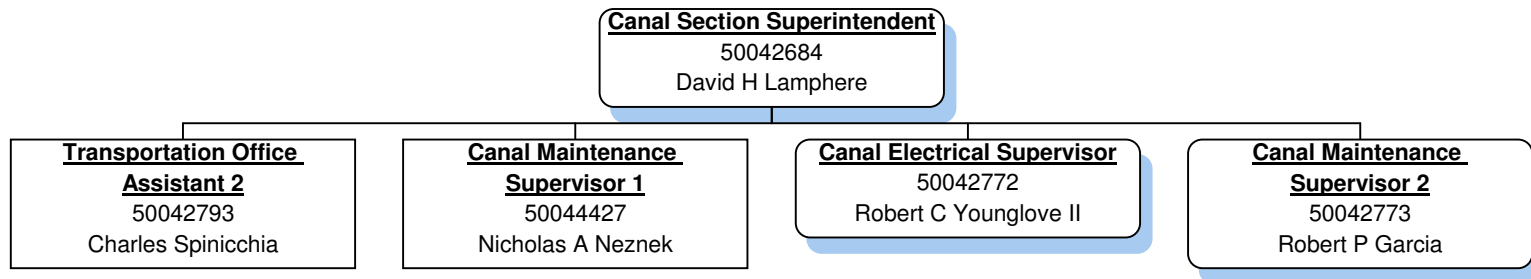 Canal Section Superintendent
50042684
David H Lamphere
Transportation Office
Assistant 2
50042793
Charles Spinicchia
Canal Maintenance
Supervisor 1
50044427
Nicholas A Neznek
Canal Electrical Supervisor
50042772
Robert C Younglove II
Canal Maintenance
Supervisor 2
50042773
Robert P Garcia